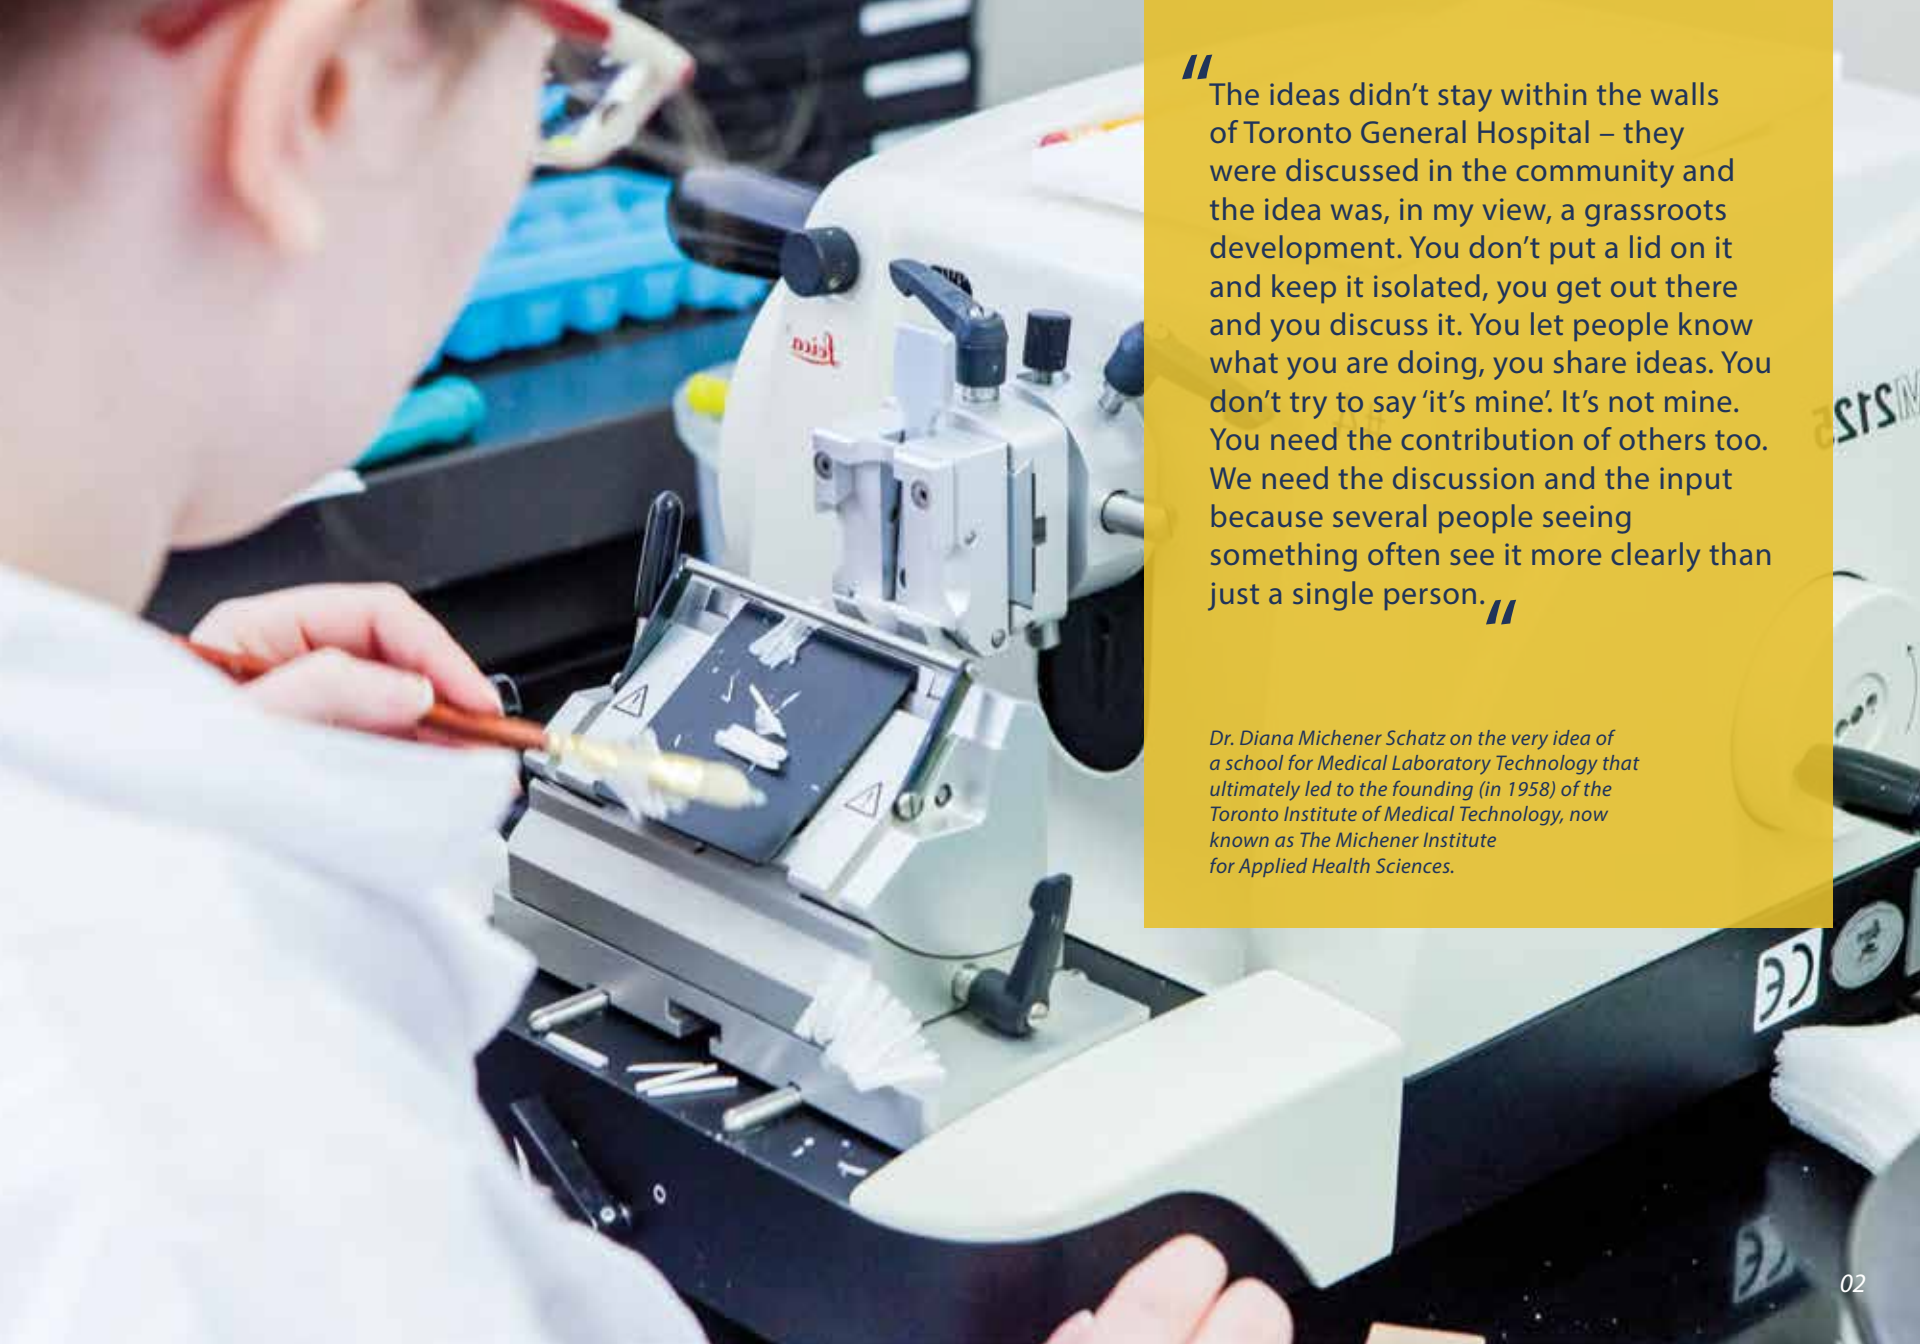 “
The ideas didn’t stay within the walls
of Toronto General Hospital – they
were discussed in the community and
the idea was, in my view, a grassroots
development. You don’t put a lid on it
and keep it isolated, you get out there
and you discuss it. You let people know
what you are doing, you share ideas. You
don’t try to say ‘it’s mine’. It’s not mine.
You need the contribution of others too.
We need the discussion and the input
because several people seeing
something often see it more clearly than
just a single person.“
Dr. Diana Michener Schatz on the very idea of
a school for Medical Laboratory Technology that
ultimately led to the founding (in 1958) of the
Toronto Institute of Medical Technology, now
known as The Michener Institute
for Applied Health Sciences.
Leica
M2125
CE
02